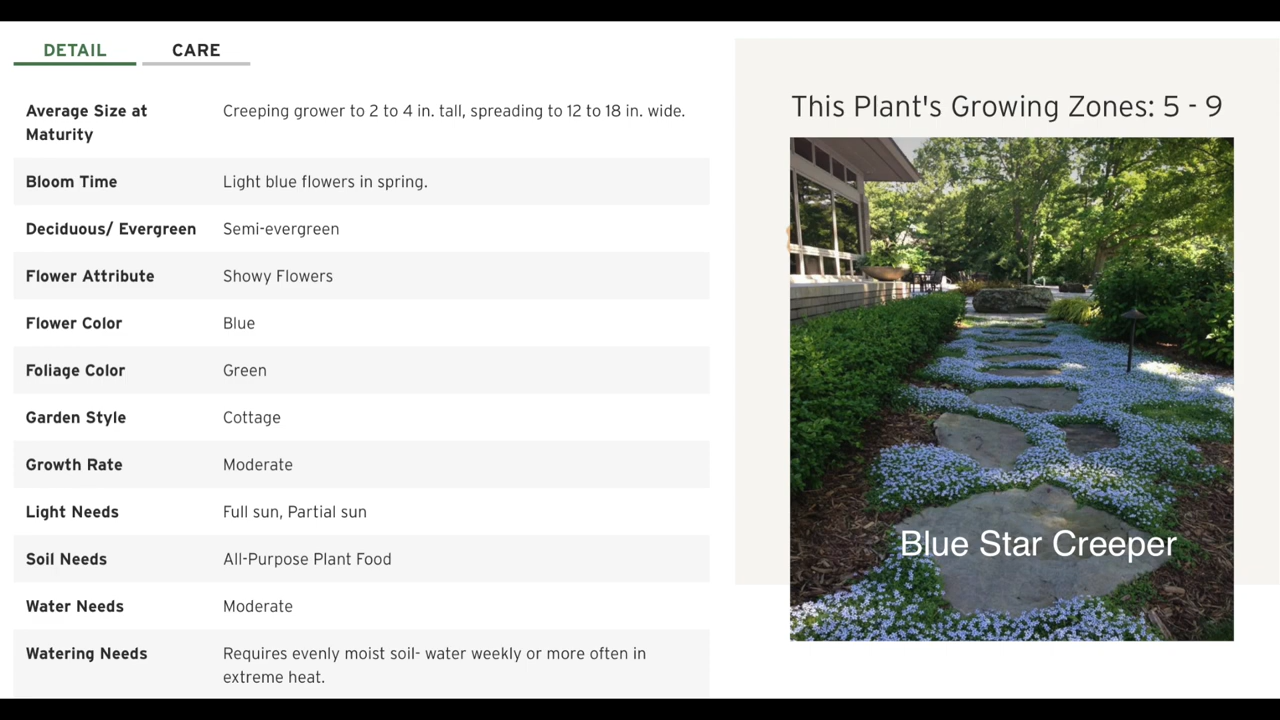 DETAIL CARE
Average Size at Maturity Creeping grower to 2 to 4 in. tall, spreading to 12 to 18 in. wide.
Bloom Time Light blue flowers in spring.
Deciduous/ Evergreen Semi-evergreen
Flower Attribute Showy Flowers
Flower Color Blue
Foliage Color Green
Garden Style Cottage
Growth Rate Moderate
Light Needs Full sun, Partial sun
Soil Needs All-Purpose Plant Food
Water Needs Moderate
Watering Needs Requires evenly moist soil- water weekly or more often in
extreme heat.
This Plant's Growing Zones: 5 - 9
Blue Star Creeper